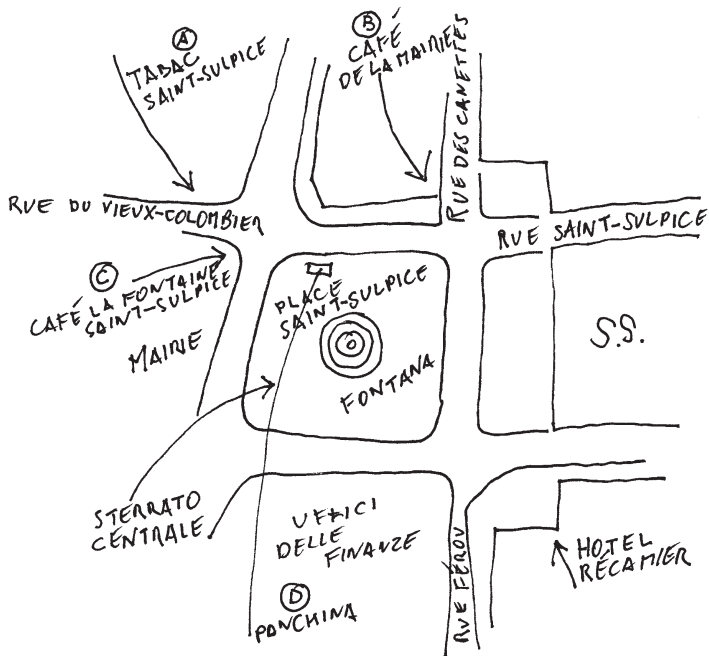 A
TABAC
SAINT-SULPICE
B
CAFÉ
DE LA MAIRIE
RUE DES CANETTES
RUE DU VIEUX-COLOMBIER
RUE SAINT-SULPICE
C
CAFÉ LA FONTAINE
SAINT-SULPICE
MAIRIE
PLACE
SAINT-SULPICE
FONTANA
S.S.
STERRATO
CENTRALE
UFFICI
DELLE
FINANZE
D
PANCHINA
RUE FÉROU
HOTEL
RÉCAMIER